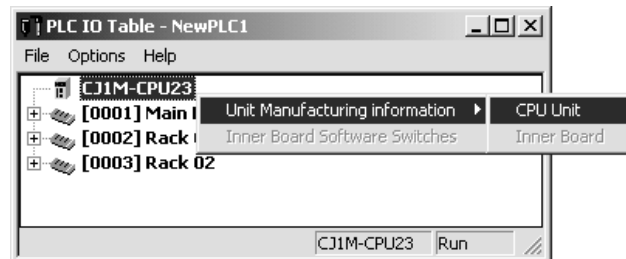 PLC IO Table - NewPLC1
File Options Help
CJ1M-CPU23
[0001] Main
Unit Manufacturing information CPU Unit
[0002] Rack
Inner Board Software Switches Inner Board
[0003] Rack 02
CJ1M-CPU23 Run